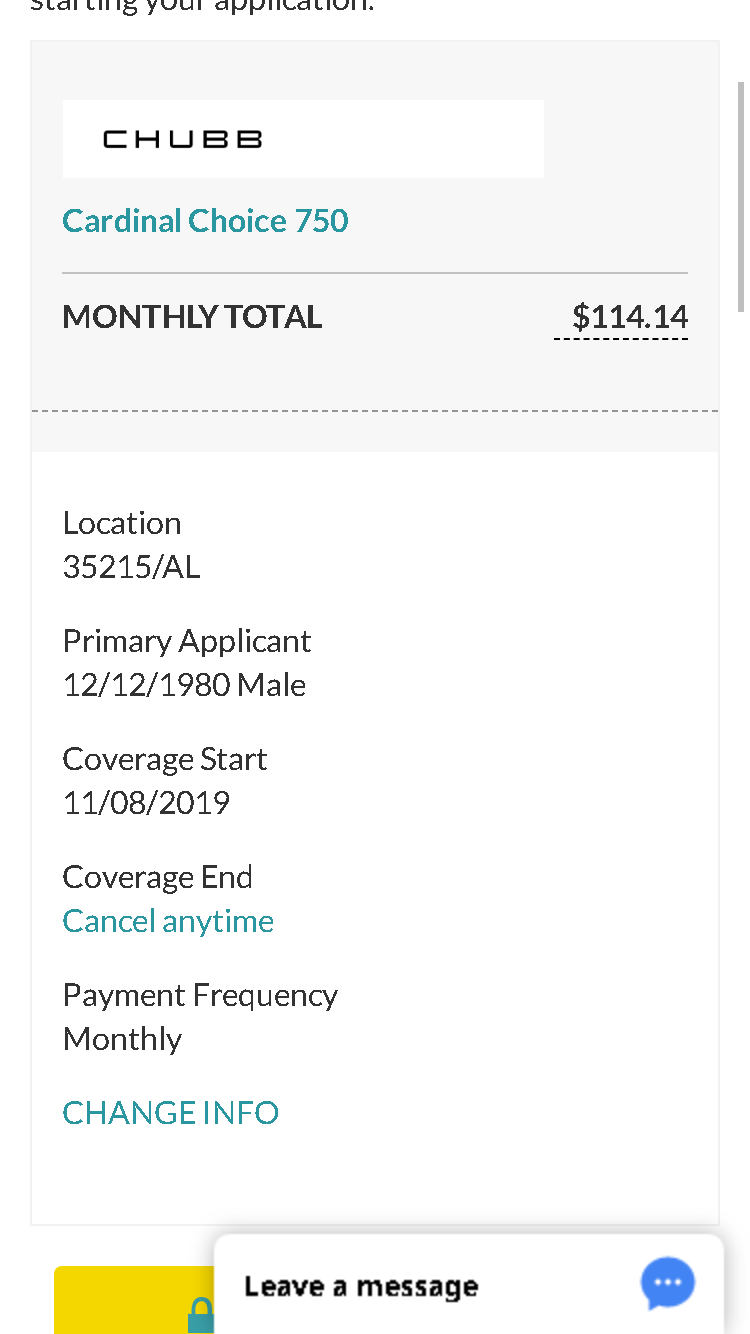 starting your application.
CHUBB
Cardinal Choice 750
MONTHLY TOTAL $114.14
Location
35215/AL
Primary Applicant
12/12/1980 Male
Coverage Start
11/08/2019
Coverage End
Cancel anytime
Payment Frequency
Monthly
CHANGE INFO
Leave a message